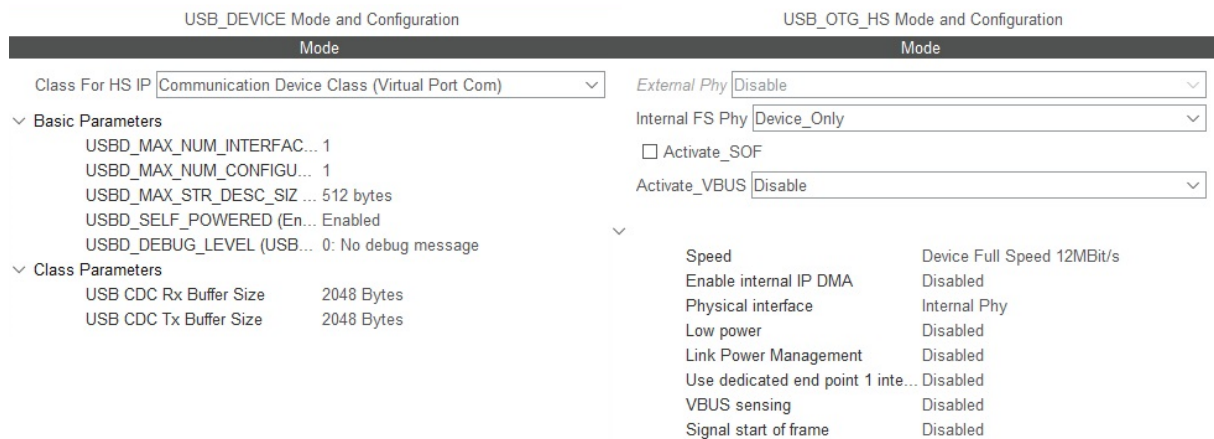 USB_DEVICE Mode and Configuration
Mode
Class For HS IP Communication Device Class (Virtual Port Com)
Basic Parameters
USBD_MAX_NUM_INTERFAC... 1
USBD_MAX_NUM_CONFIGU... 1
USBD_MAX_STR_DESC_SIZ ... 512 bytes
USBD_SELF_POWERED (En... Enabled
USBD_DEBUG_LEVEL (USB... 0: No debug message
Class Parameters
USB CDC Rx Buffer Size 2048 Bytes
USB CDC Tx Buffer Size 2048 Bytes
USB_OTG_HS Mode and Configuration
Mode
External Phy Disable
Internal FS Phy Device_Only
Activate_SOF
Activate_VBUS Disable
Speed Device Full Speed 12MBit/s
Enable internal IP DMA Disabled
Physical interface Internal Phy
Low power Disabled
Link Power Management Disabled
Use dedicated end point 1 inte... Disabled
VBUS sensing Disabled
Signal start of frame Disabled